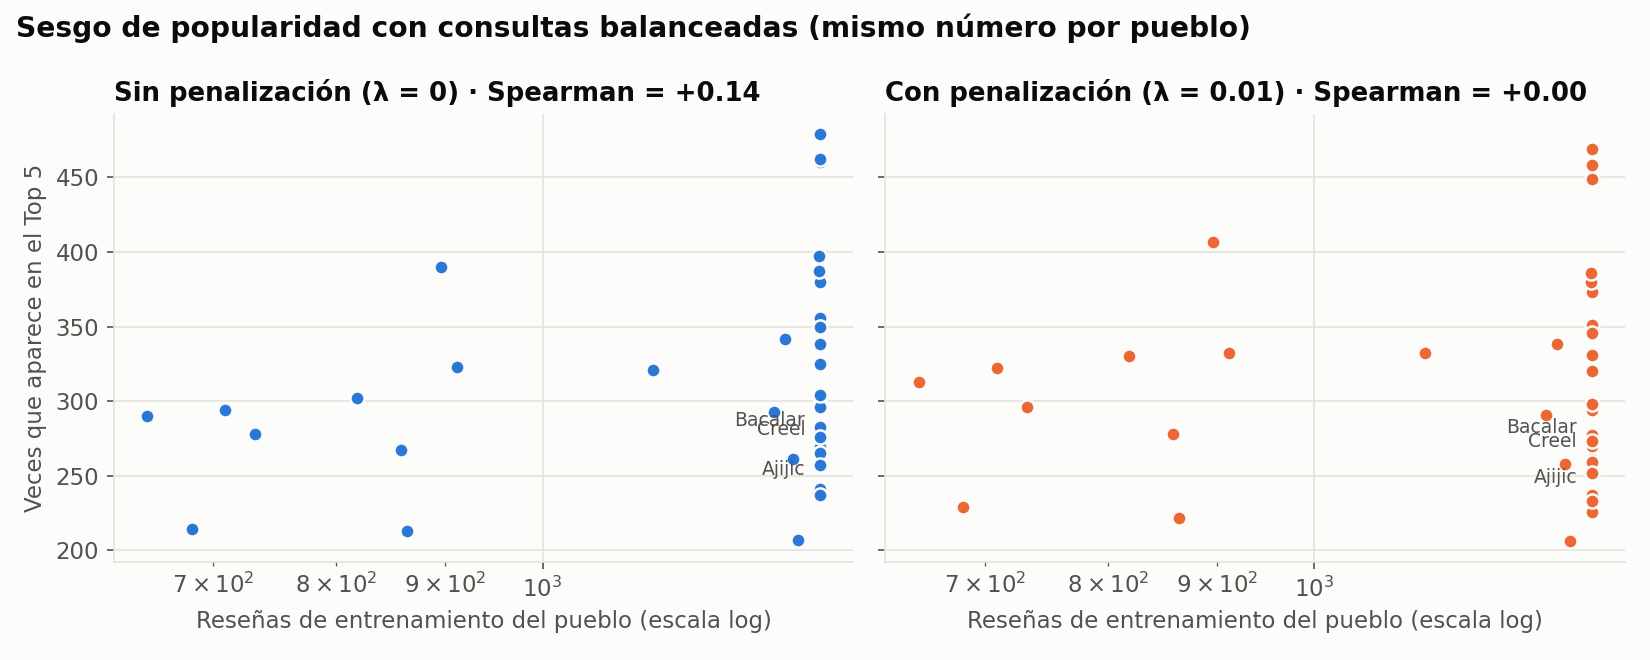 Sesgo de popularidad con consultas balanceadas (mismo número por pueblo)
Sin penalización (λ = 0) · Spearman = +0.14
Con penalización (λ = 0.01) · Spearman = +0.00
Veces que aparece en el Top 5
450
400
350
300
250
200
Bacalar
Creel
Ajijic
Bacalar
Creel
Ajijic
7 × 10²
8 × 10²
9 × 10²
10³
7 × 10²
8 × 10²
9 × 10²
10³
Reseñas de entrenamiento del pueblo (escala log)
Reseñas de entrenamiento del pueblo (escala log)